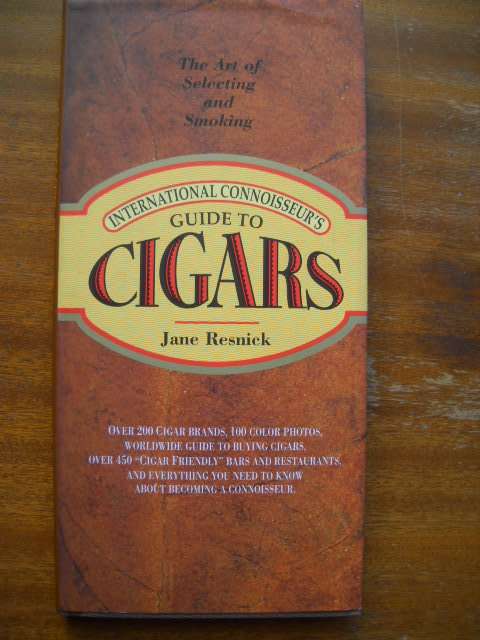 The Art of
Selecting
and
Smoking
INTERNATIONAL CONNOISSEUR'S
GUIDE TO
CIGARS
Jane Resnick
OVER 200 CIGAR BRANDS, 100 COLOR PHOTOS,
WORLDWIDE GUIDE TO BUYING CIGARS,
OVER 450 "CIGAR FRIENDLY" BARS AND RESTAURANTS,
AND EVERYTHING YOU NEED TO KNOW
ABOUT BECOMING A CONNOISSEUR.